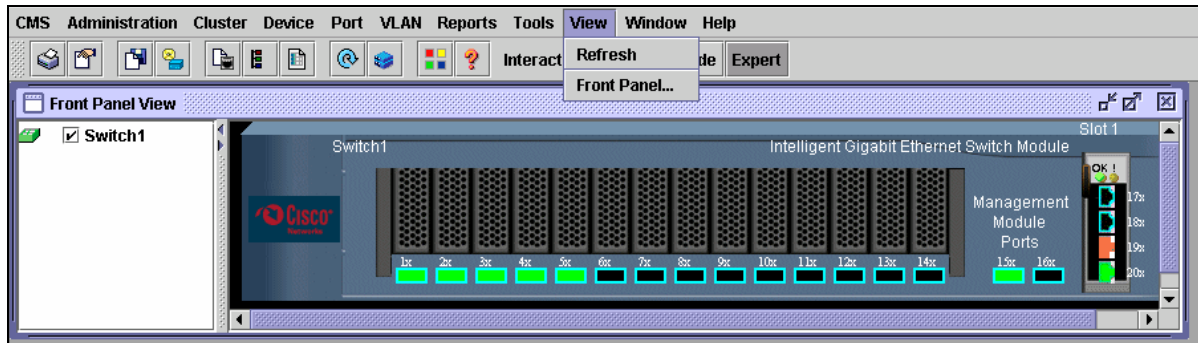 CMS Administration Cluster Device Port VLAN Reports Tools View Window Help
Interact
de Expert
Refresh
Front Panel...
Front Panel View
Switch1
Slot 1
Switch1 Intelligent Gigabit Ethernet Switch Module
OK !
CISCO
Networks
Management
Module
Ports
17x
18x
19x
20x
1x 2x 3x 4x 5x 6x 7x 8x 9x 10x 11x 12x 13x 14x 15x 16x